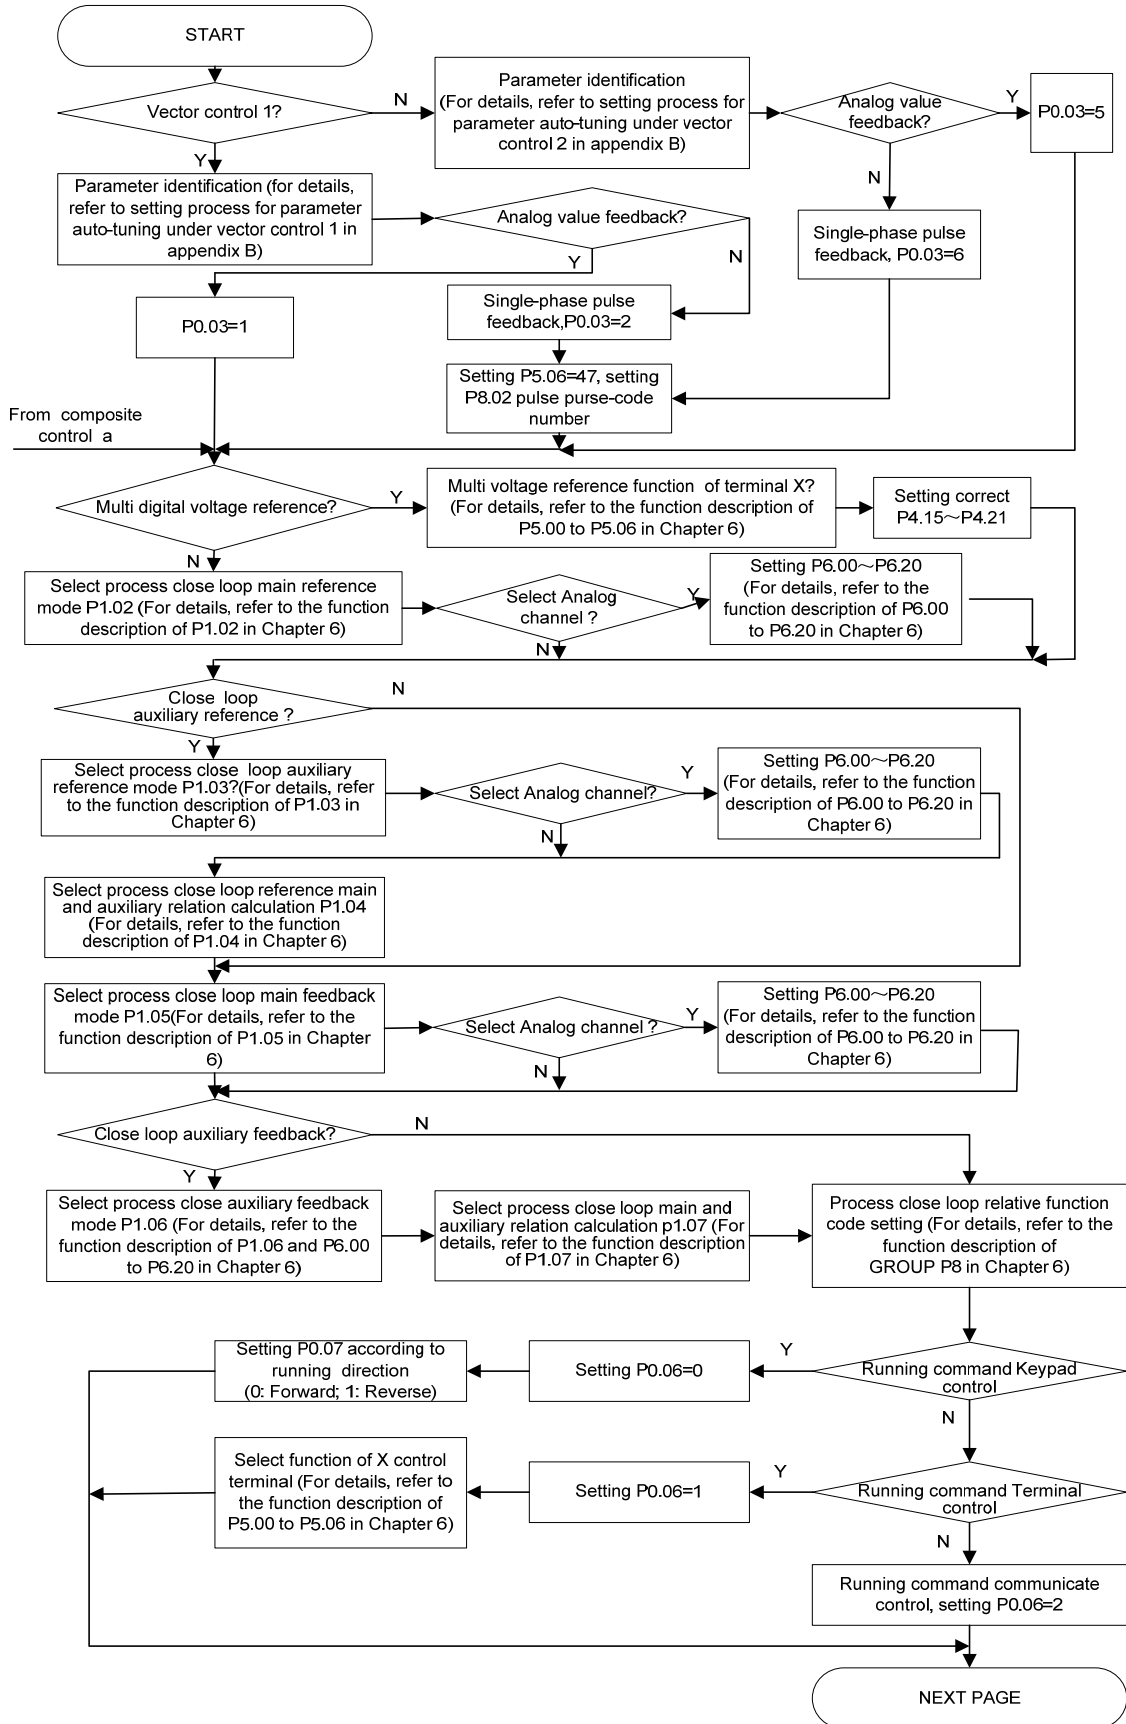 START
Vector control 1?
N
Parameter identification
(For details, refer to setting process for
parameter auto-tuning under vector
control 2 in appendix B)
Analog value
feedback?
Y
P0.03=5
Y
N
Parameter identification (for details,
refer to setting process for parameter
auto-tuning under vector control 1 in
appendix B)
Analog value feedback?
Y
N
Single-phase pulse
feedback, P0.03=6
P0.03=1
Single-phase pulse
feedback,P0.03=2
Setting P5.06=47, setting
P8.02 pulse purse-code
number
From composite
control a
Multi digital voltage reference?
Y
Multi voltage reference function of terminal X?
(For details, refer to the function description of
P5.00 to P5.06 in Chapter 6)
Setting correct
P4.15~P4.21
N
Select process close loop main reference
mode P1.02 (For details, refer to the function
description of P1.02 in Chapter 6)
Select Analog
channel ?
Y
Setting P6.00~P6.20
(For details, refer to the
function description of P6.00
to P6.20 in Chapter 6)
N
Close loop
auxiliary reference ?
N
Y
Select process close loop auxiliary
reference mode P1.03?(For details, refer
to the function description of P1.03 in
Chapter 6)
Select Analog channel?
Y
Setting P6.00~P6.20
(For details, refer to the function
description of P6.00 to P6.20 in
Chapter 6)
N
Select process close loop reference main
and auxiliary relation calculation P1.04
(For details, refer to the function
description of P1.04 in Chapter 6)
Select process close loop main feedback
mode P1.05(For details, refer to the
function description of P1.05 in Chapter
6)
Select Analog channel ?
Y
Setting P6.00~P6.20
(For details, refer to the function
description of P6.00 to P6.20 in
Chapter 6)
N
Close loop auxiliary feedback?
N
Y
Select process close auxiliary feedback
mode P1.06 (For details, refer to the
function description of P1.06 and P6.00
to P6.20 in Chapter 6)
Select process close loop main and
auxiliary relation calculation p1.07 (For
details, refer to the function description
of P1.07 in Chapter 6)
Process close loop relative function
code setting (For details, refer to the
function description of
GROUP P8 in Chapter 6)
Setting P0.07 according to
running direction
(0: Forward; 1: Reverse)
Setting P0.06=0
Y
Running command Keypad
control
N
Select function of X control
terminal (For details, refer to
the function description of
P5.00 to P5.06 in Chapter 6)
Setting P0.06=1
Y
Running command Terminal
control
N
Running command communicate
control, setting P0.06=2
NEXT PAGE